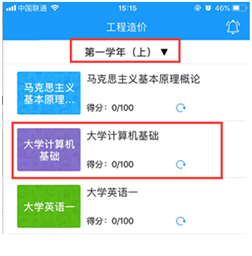 中国联通
15:15
46%
工程造价
第一学年（上）▼
马克思主义
基本原理...
马克思主义基本原理概论
得分：0/100
大学计算机
基础
大学计算机基础
得分：0/100
大学英语一
大学英语一
得分：0/100